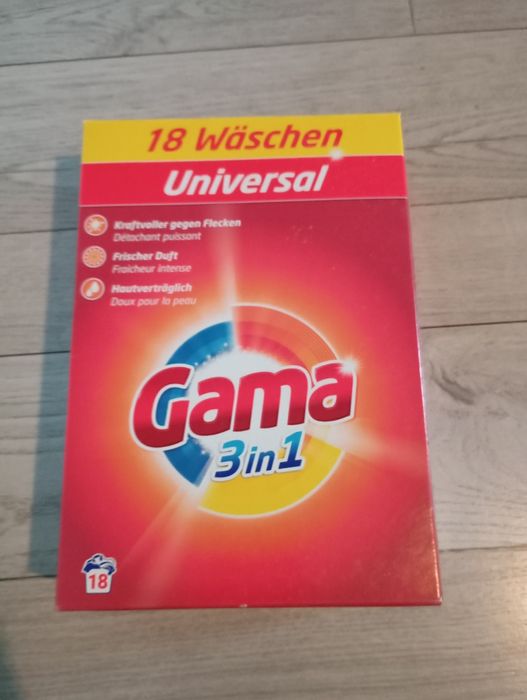 18 Wäschen
Universal
Kraftvoller gegen Flecken
Détachant puissant
Frischer Duft
Fraîcheur intense
Hautverträglich
Doux pour la peau
Gama
3in1
18